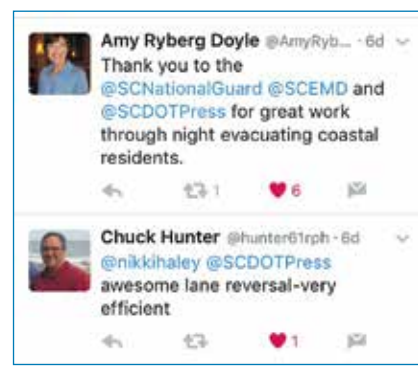 Amy Ryberg Doyle @AmyRyb... · 6d
Thank you to the
@SCNationalGuard @SCEMD and
@SCDOTPress for great work
through night evacuating coastal
residents.
1 6
Chuck Hunter @hunter61rph · 6d
@nikkihaley @SCDOTPress
awesome lane reversal-very
efficient
1